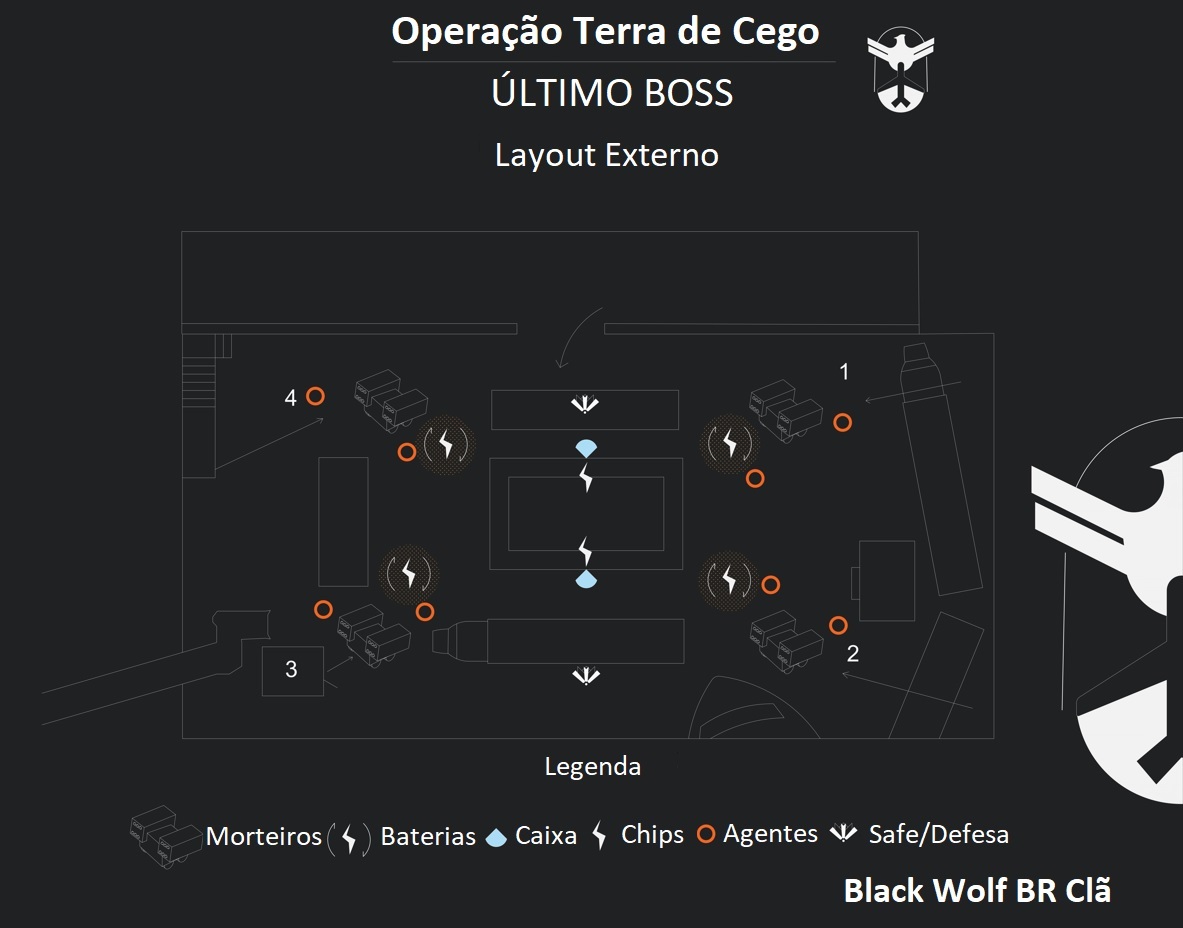 Operação Terra de Cego
ÚLTIMO BOSS
Layout Externo
1
4
2
3
Legenda
Morteiros Baterias Caixa Chips Agentes Safe/Defesa
Black Wolf BR Clã